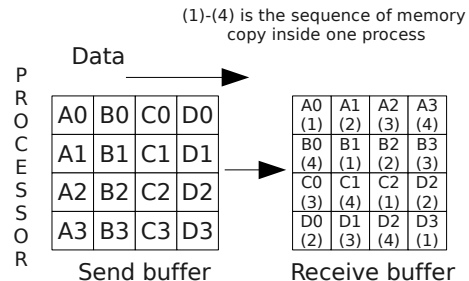 (1)-(4) is the sequence of memory
copy inside one process
Data
PROCESSOR
A0 B0 C0 D0
A1 B1 C1 D1
A2 B2 C2 D2
A3 B3 C3 D3
Send buffer
A0 A1 A2 A3
(1) (2) (3) (4)
B0 B1 B2 B3
(4) (1) (2) (3)
C0 C1 C2 D2
(3) (4) (1) (2)
D0 D1 D2 D3
(2) (3) (4) (1)
Receive buffer